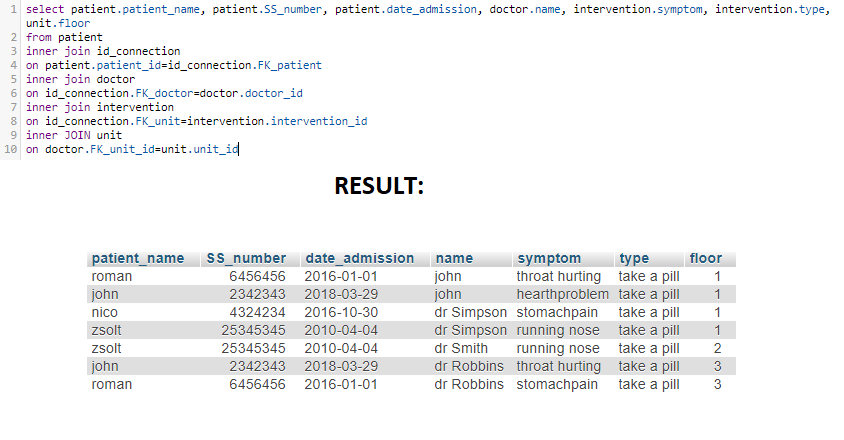 1 select patient.patient_name, patient.SS_number, patient.date_admission, doctor.name, intervention.symptom, intervention.type,
unit.floor
2 from patient
3 inner join id_connection
4 on patient.patient_id=id_connection.FK_patient
5 inner join doctor
6 on id_connection.FK_doctor=doctor.doctor_id
7 inner join intervention
8 on id_connection.FK_unit=intervention.intervention_id
9 inner JOIN unit
10 on doctor.FK_unit_id=unit.unit_id
RESULT:
patient_name SS_number date_admission name symptom type floor
roman 6456456 2016-01-01 john throat hurting take a pill 1
john 2342343 2018-03-29 john hearthproblem take a pill 1
nico 4324234 2016-10-30 dr Simpson stomachpain take a pill 1
zsolt 25345345 2010-04-04 dr Simpson running nose take a pill 1
zsolt 25345345 2010-04-04 dr Smith running nose take a pill 2
john 2342343 2018-03-29 dr Robbins throat hurting take a pill 3
roman 6456456 2016-01-01 dr Robbins stomachpain take a pill 3